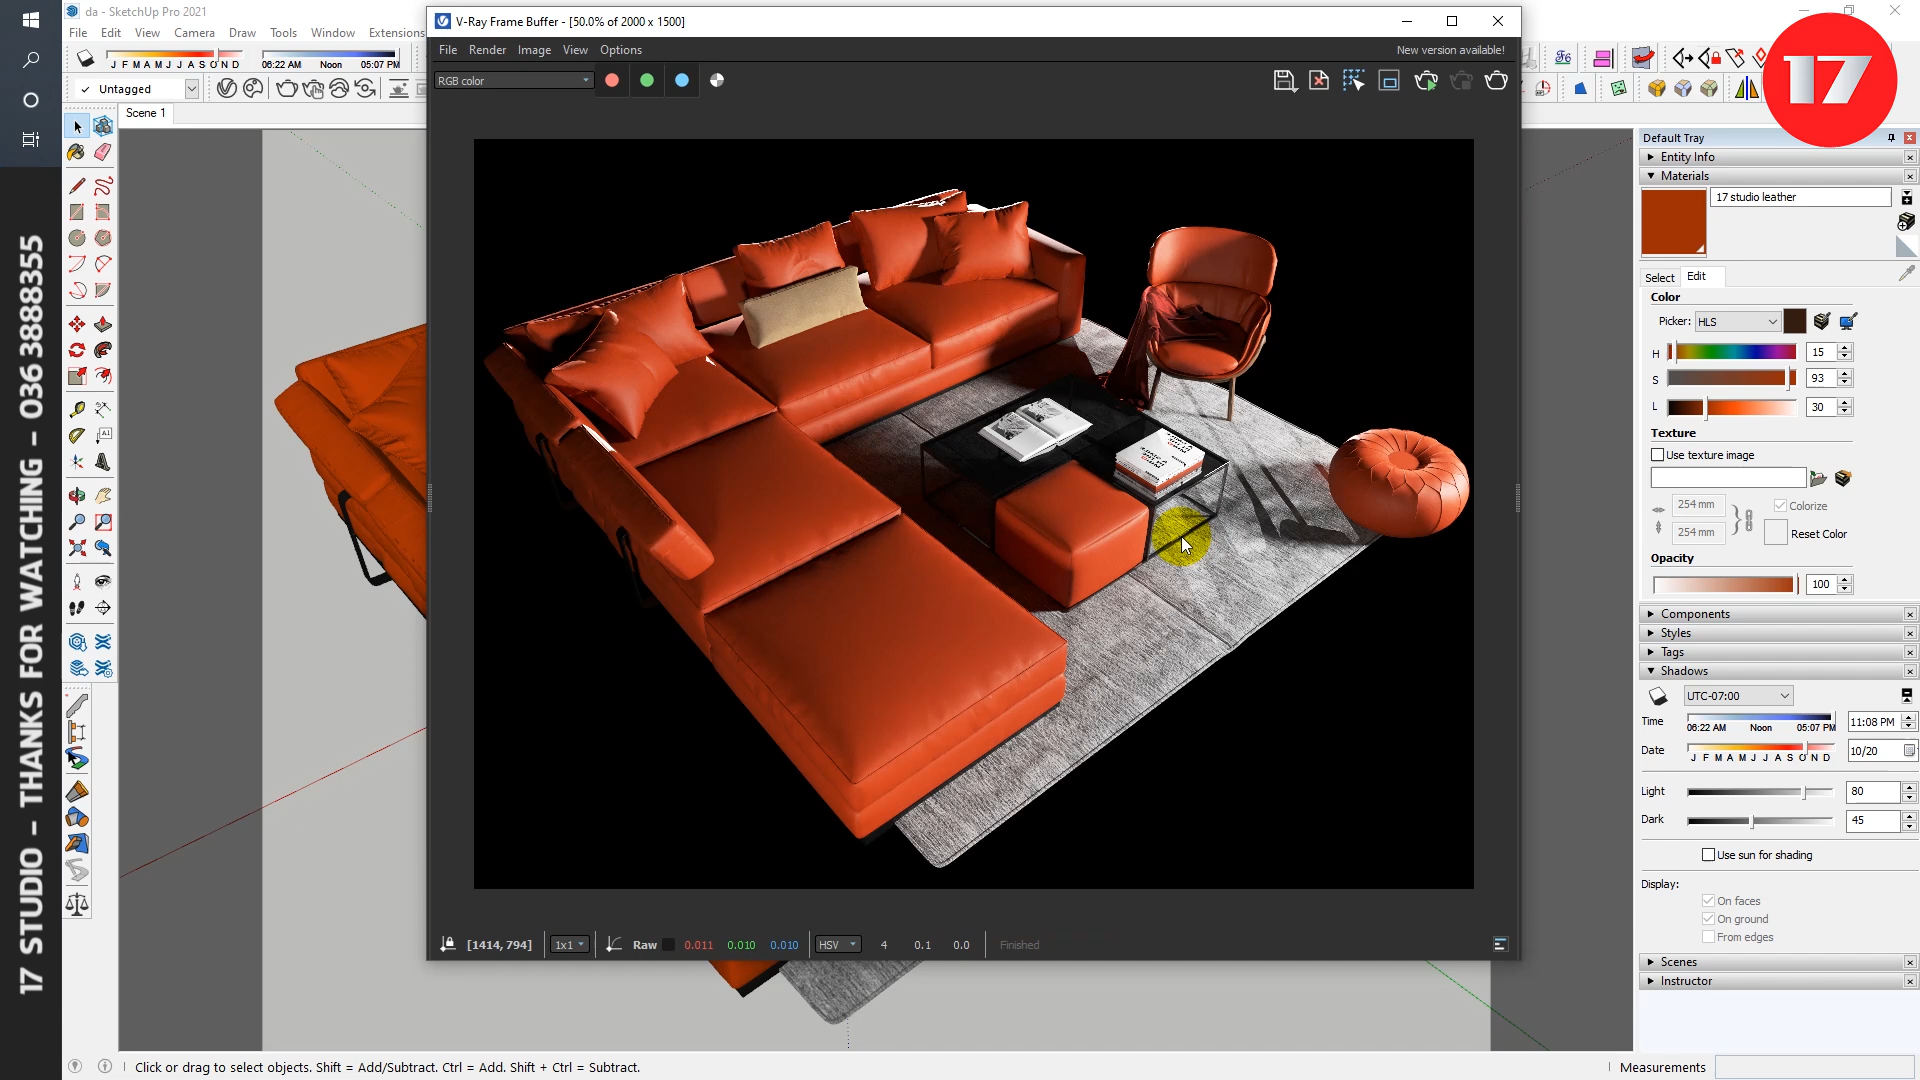 da - SketchUp Pro 2021
File Edit View Camera Draw Tools Window Extensions
J F M A M J J A S O N D 06:22 AM Noon 05:07 PM
Untagged
Scene 1
17 STUDIO – THANKS FOR WATCHING – 036 3888355
V-Ray Frame Buffer - [50.0% of 2000 x 1500]
File Render Image View Options New version available!
RGB color
[1414, 794] 1x1 Raw 0.011 0.010 0.010 HSV 4 0.1 0.0 Finished
17
Default Tray
Entity Info
Materials
17 studio leather
Select Edit
Color
Picker: HLS
H 15
S 93
L 30
Texture
Use texture image
254 mm Colorize
254 mm Reset Color
Opacity
100
Components
Styles
Tags
Shadows
UTC-07:00
Time 06:22 AM Noon 05:07 PM 11:08 PM
Date J F M A M J J A S O N D 10/20
Light 80
Dark 45
Use sun for shading
Display:
On faces
On ground
From edges
Scenes
Instructor
Click or drag to select objects. Shift = Add/Subtract. Ctrl = Add. Shift + Ctrl = Subtract. Measurements